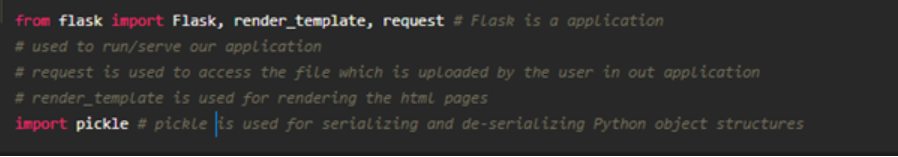 from flask import Flask, render_template, request # Flask is a application
# used to run/serve our application
# request is used to access the file which is uploaded by the user in out application
# render_template is used for rendering the html pages
import pickle # pickle is used for serializing and de-serializing Python object structures